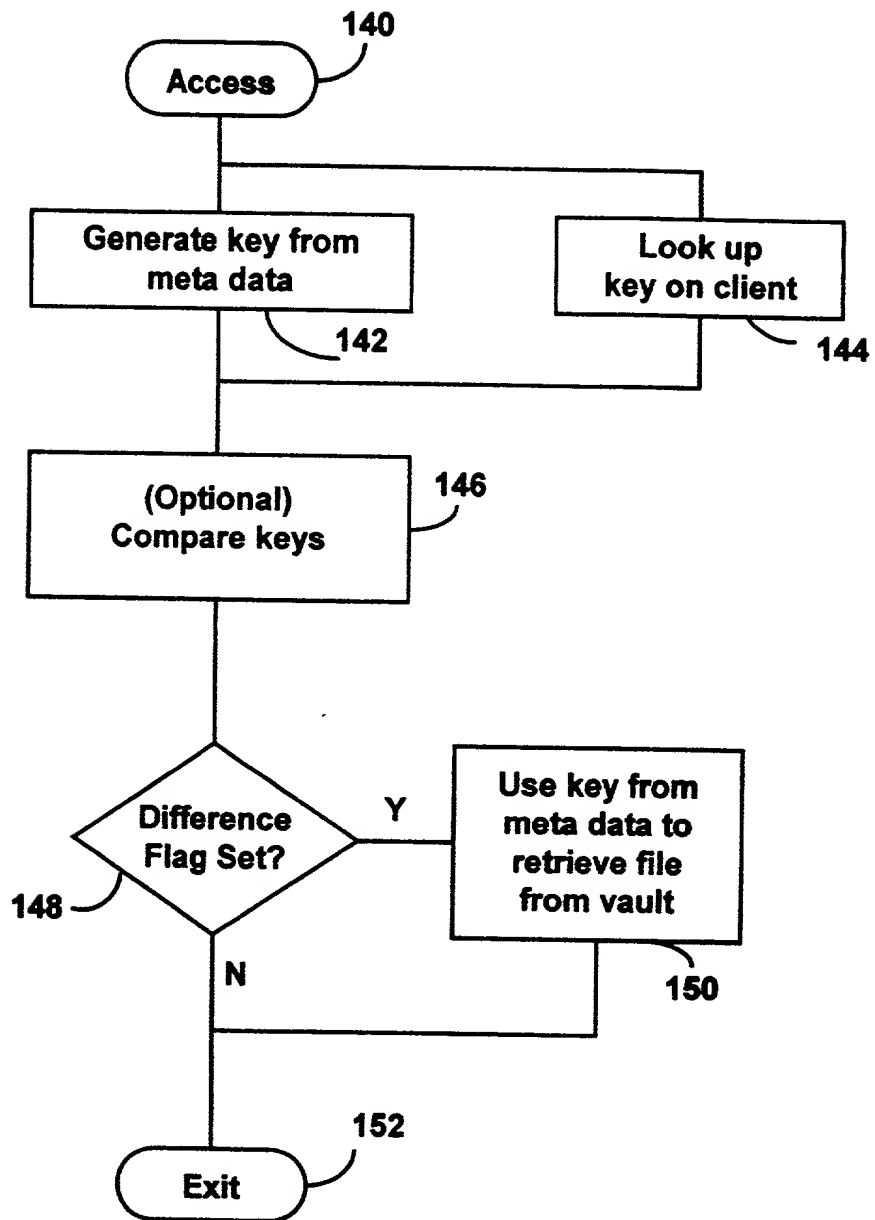 140
Access
Generate key from
meta data
142
Look up
key on client
144
(Optional)
Compare keys
146
Difference
Flag Set?
148
Y
N
Use key from
meta data to
retrieve file
from vault
150
152
Exit